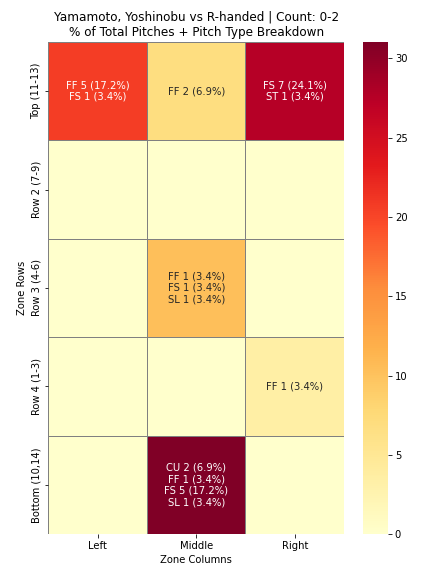 Yamamoto, Yoshinobu vs R-handed | Count: 0-2
% of Total Pitches + Pitch Type Breakdown
Zone Rows
Top (11-13)
FF 5 (17.2%)
FS 1 (3.4%)
FF 2 (6.9%)
FS 7 (24.1%)
ST 1 (3.4%)
Row 2 (7-9)
Row 3 (4-6)
FF 1 (3.4%)
FS 1 (3.4%)
SL 1 (3.4%)
Row 4 (1-3)
FF 1 (3.4%)
Bottom (10,14)
CU 2 (6.9%)
FF 1 (3.4%)
FS 5 (17.2%)
SL 1 (3.4%)
Left
Middle
Right
Zone Columns
30
25
20
15
10
5
0